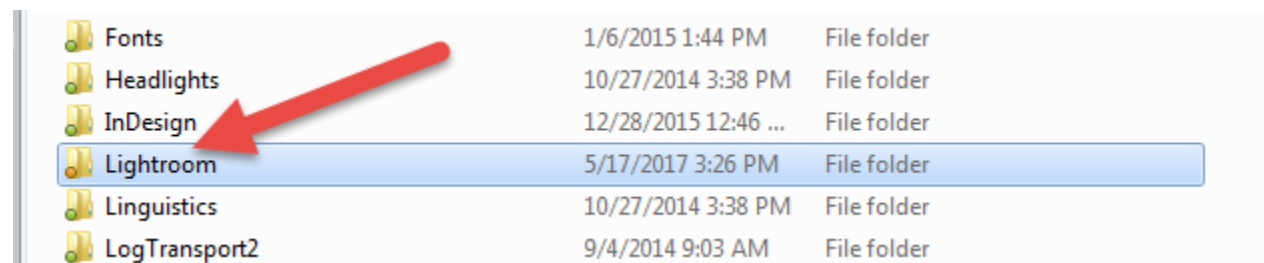 Fonts 1/6/2015 1:44 PM File folder
Headlights 10/27/2014 3:38 PM File folder
InDesign 12/28/2015 12:46 ... File folder
Lightroom 5/17/2017 3:26 PM File folder
Linguistics 10/27/2014 3:38 PM File folder
LogTransport2 9/4/2014 9:03 AM File folder